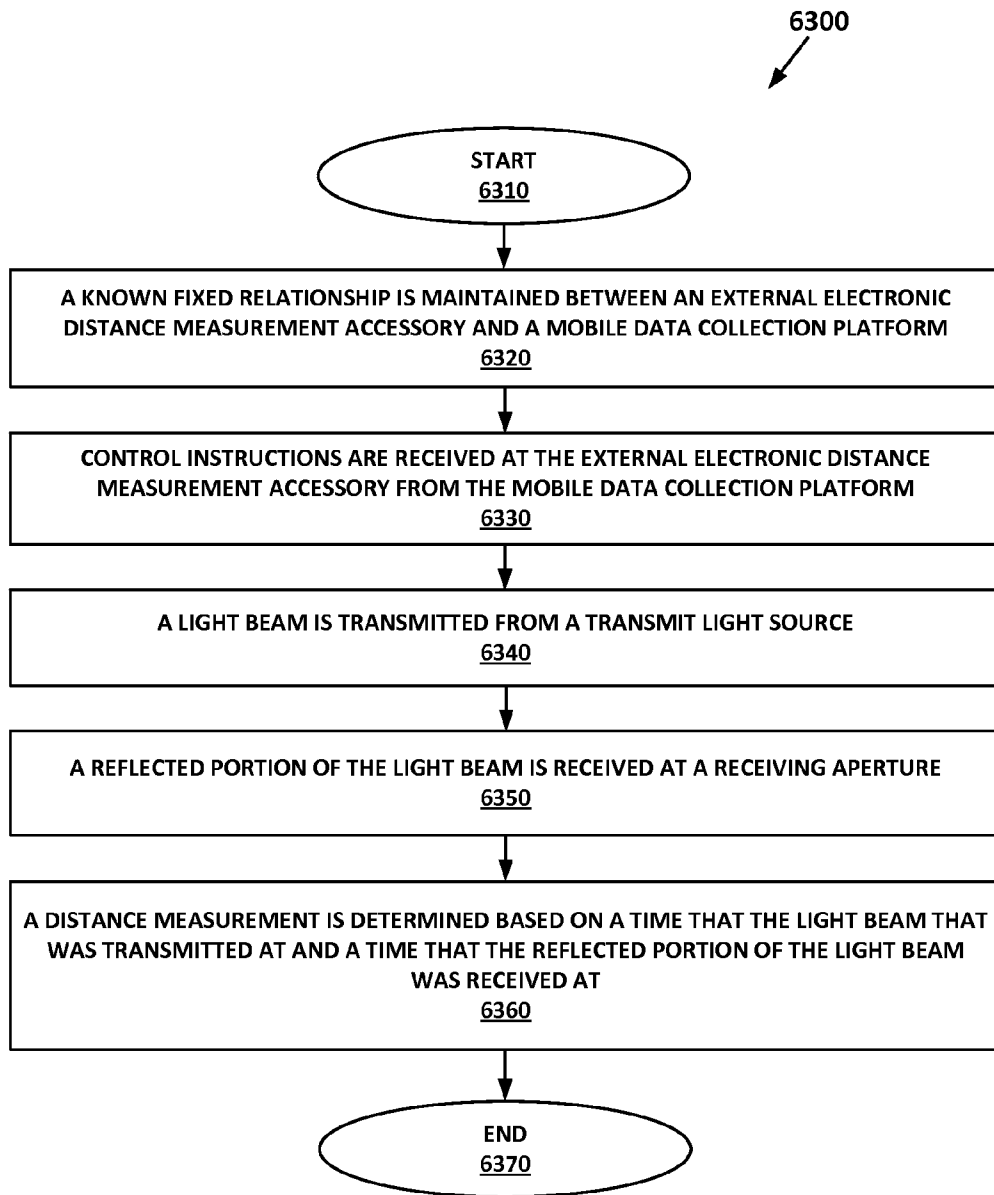 6300
START
6310
A KNOWN FIXED RELATIONSHIP IS MAINTAINED BETWEEN AN EXTERNAL ELECTRONIC
DISTANCE MEASUREMENT ACCESSORY AND A MOBILE DATA COLLECTION PLATFORM
6320
CONTROL INSTRUCTIONS ARE RECEIVED AT THE EXTERNAL ELECTRONIC DISTANCE
MEASUREMENT ACCESSORY FROM THE MOBILE DATA COLLECTION PLATFORM
6330
A LIGHT BEAM IS TRANSMITTED FROM A TRANSMIT LIGHT SOURCE
6340
A REFLECTED PORTION OF THE LIGHT BEAM IS RECEIVED AT A RECEIVING APERTURE
6350
A DISTANCE MEASUREMENT IS DETERMINED BASED ON A TIME THAT THE LIGHT BEAM THAT
WAS TRANSMITTED AT AND A TIME THAT THE REFLECTED PORTION OF THE LIGHT BEAM
WAS RECEIVED AT
6360
END
6370